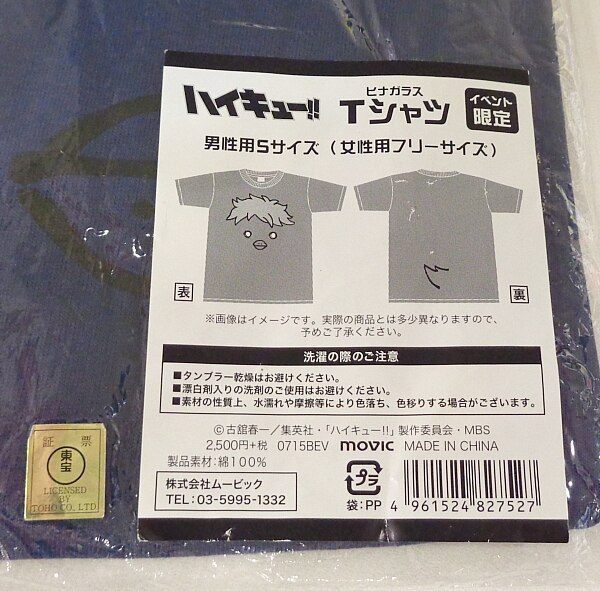 ハイキュー!!
ヒナガラス
Tシャツ
イベント
限定
男性用Sサイズ (女性用フリーサイズ)
表
裏
※画像はイメージです。実際の商品とは多少異なりますので、
予めご了承ください。
洗濯の際のご注意
■タンブラー乾燥はお避けください。
■漂白剤入りの洗剤のご使用はお避けください。
■素材の性質上、水濡れや摩擦等により色落ち、色移りする場合がございます。
©古舘春一/集英社・「ハイキュー!!」製作委員会・MBS
2,500円+税 0715BEV movic MADE IN CHINA
製品素材:綿100%
株式会社ムービック
TEL:03-5995-1332
プラ
袋:PP
4 961524 827527
証票
東宝
LICENSED
BY
TOHO CO., LTD.